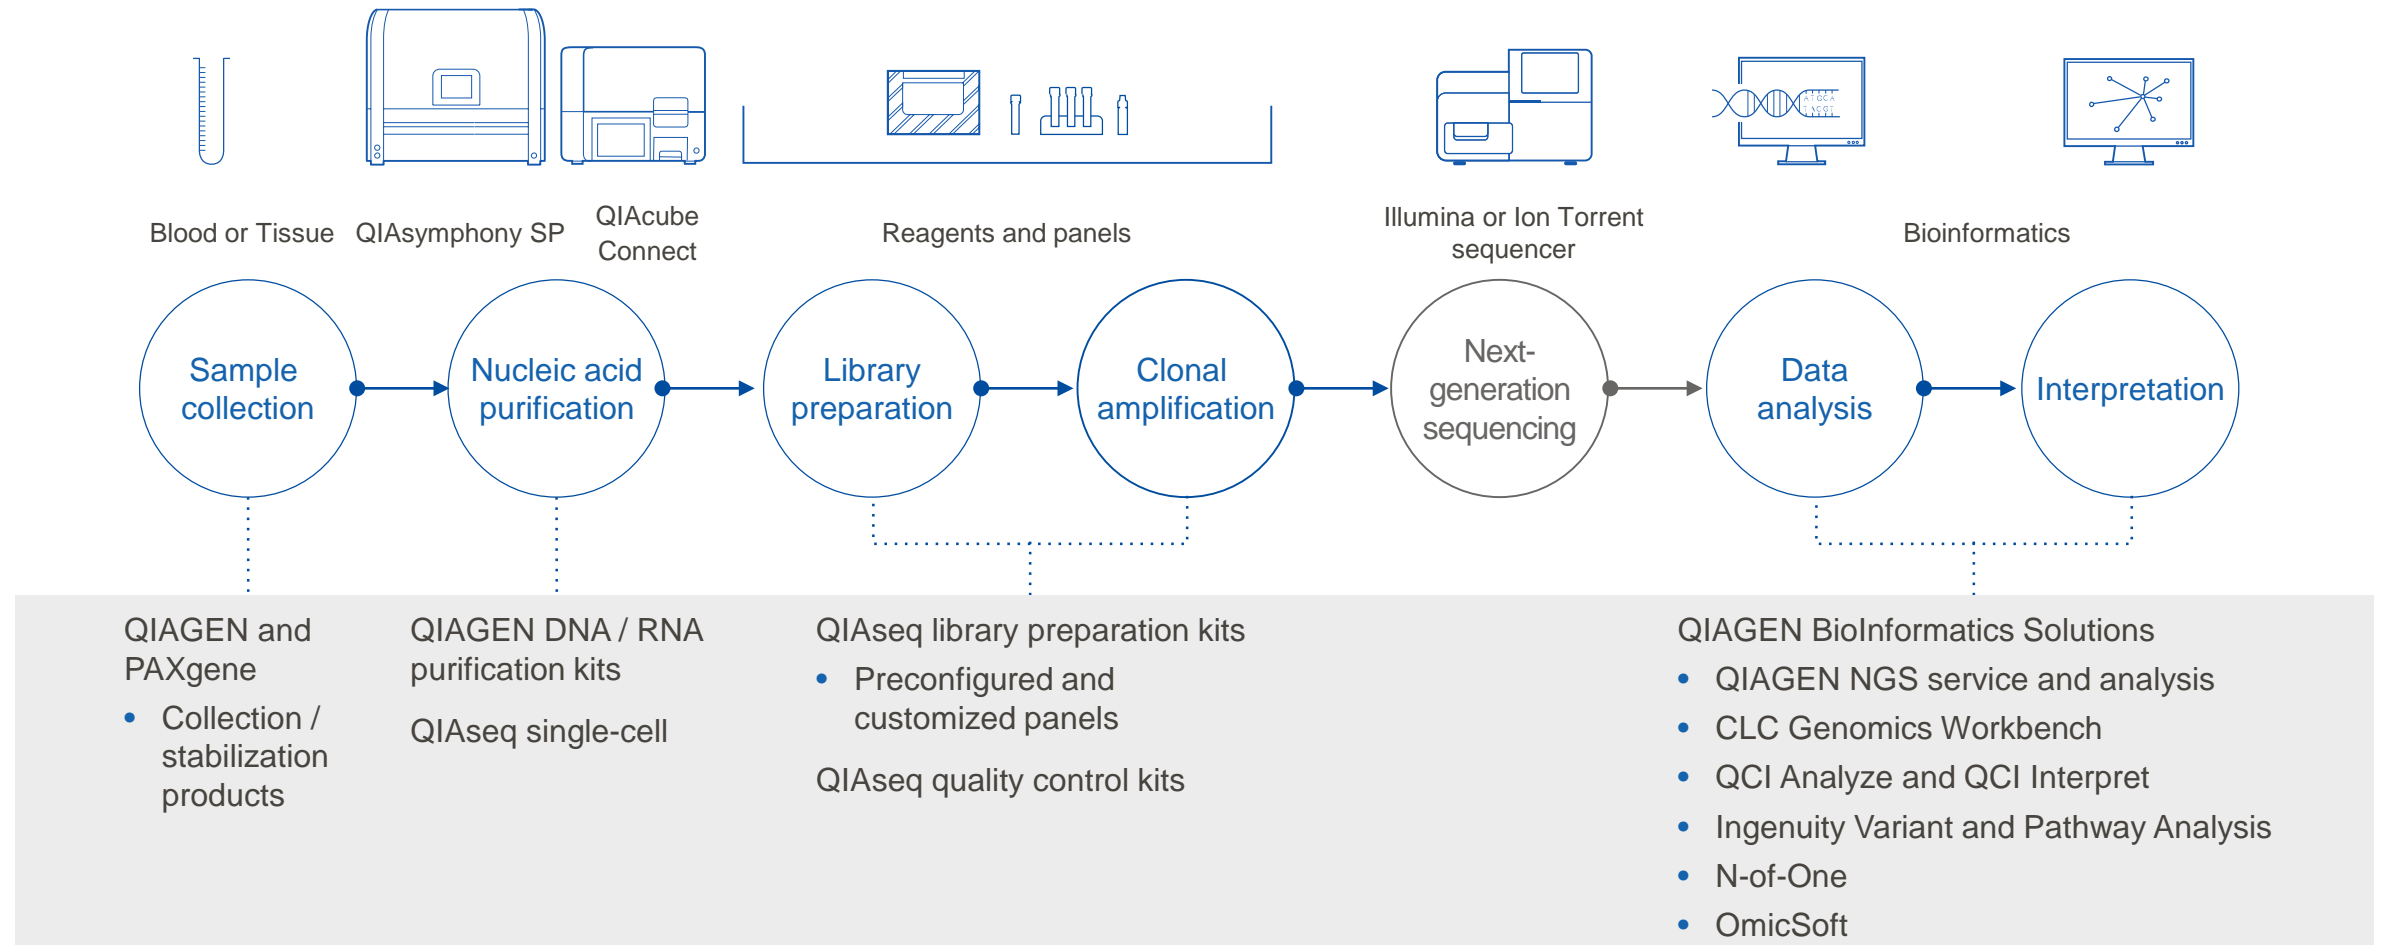 ATGCA
TACGT
Blood or Tissue
QIAsymphony SP
QIAcube
Connect
Reagents and panels
Illumina or Ion Torrent
sequencer
Bioinformatics
Sample
collection
Nucleic acid
purification
Library
preparation
Clonal
amplification
Next-
generation
sequencing
Data
analysis
Interpretation
QIAGEN and
PAXgene
• Collection /
stabilization
products
QIAGEN DNA / RNA
purification kits
QIAseq single-cell
QIAseq library preparation kits
• Preconfigured and
customized panels
QIAseq quality control kits
QIAGEN BioInformatics Solutions
• QIAGEN NGS service and analysis
• CLC Genomics Workbench
• QCI Analyze and QCI Interpret
• Ingenuity Variant and Pathway Analysis
• N-of-One
• OmicSoft